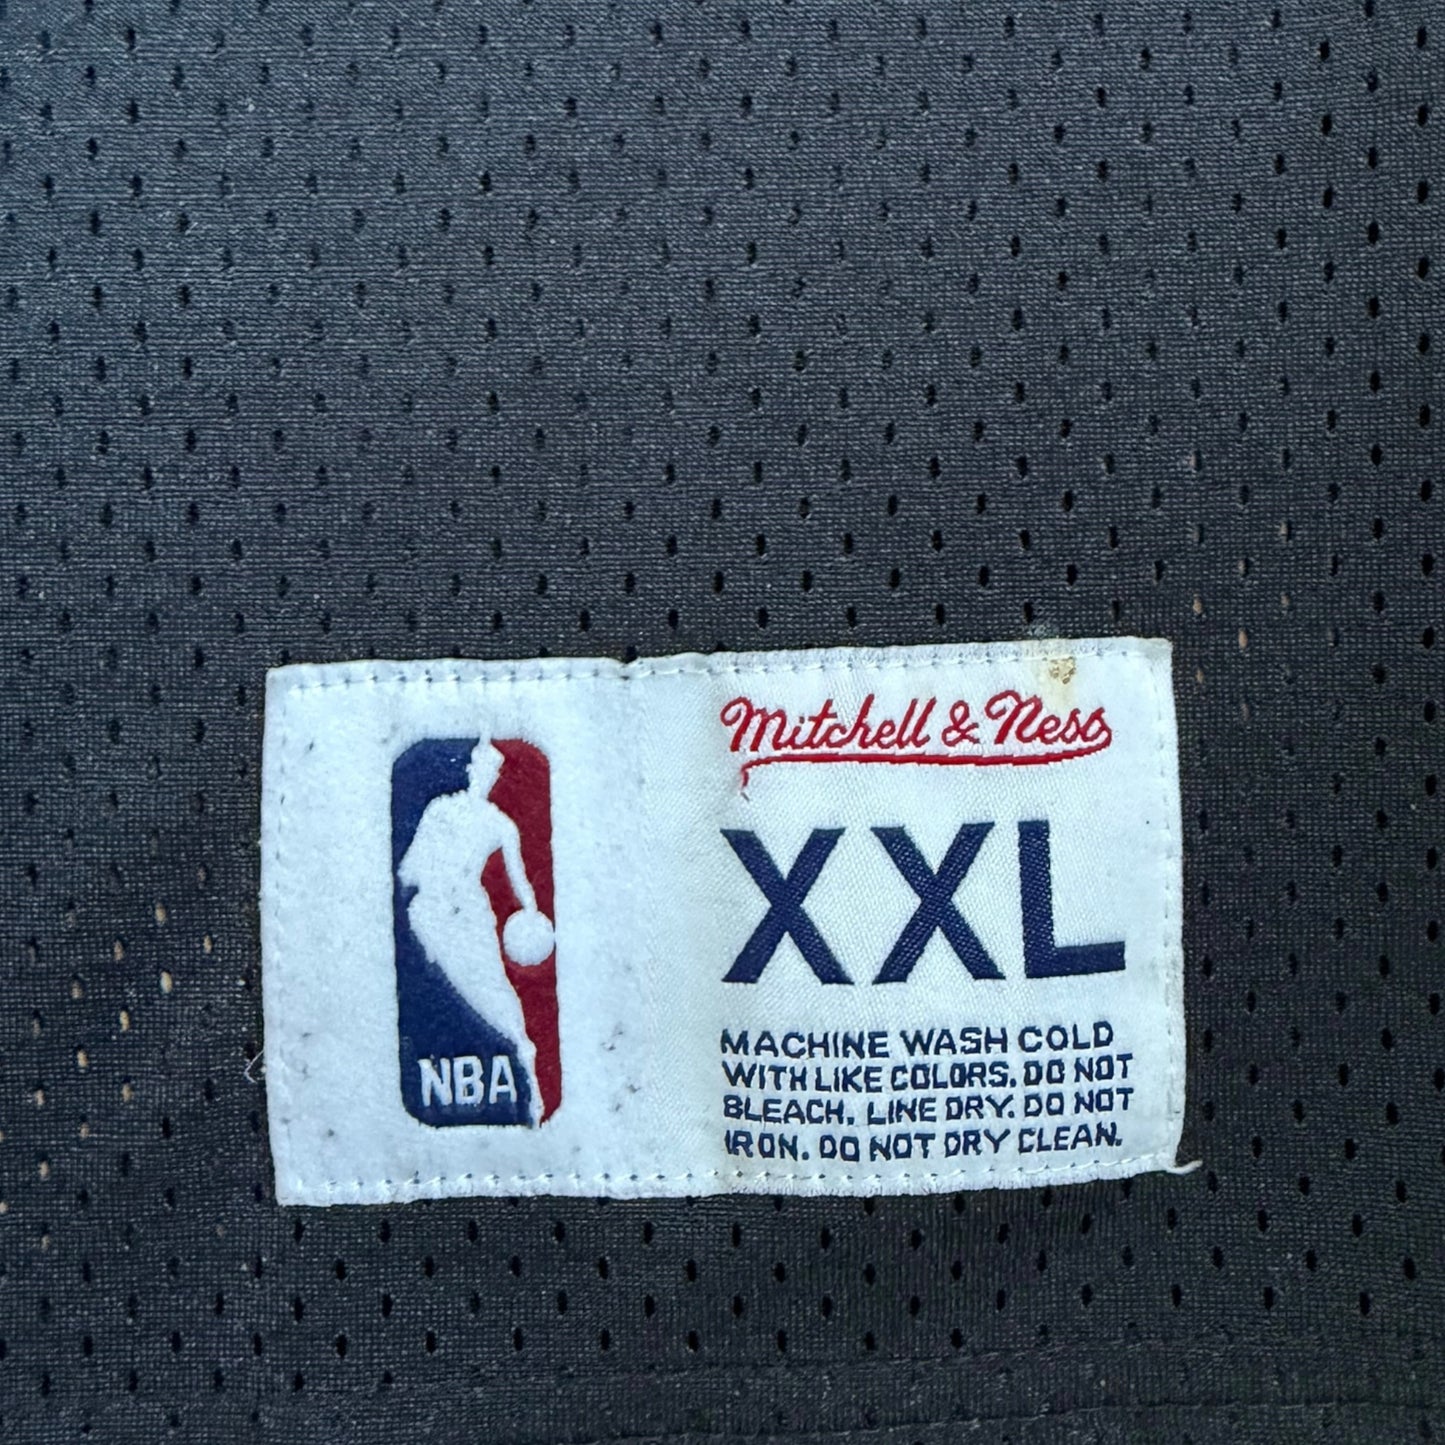 NBA
Mitchell & Ness
XXL
MACHINE WASH COLD
WITH LIKE COLORS. DO NOT
BLEACH. LINE DRY. DO NOT
IRON. DO NOT DRY CLEAN.